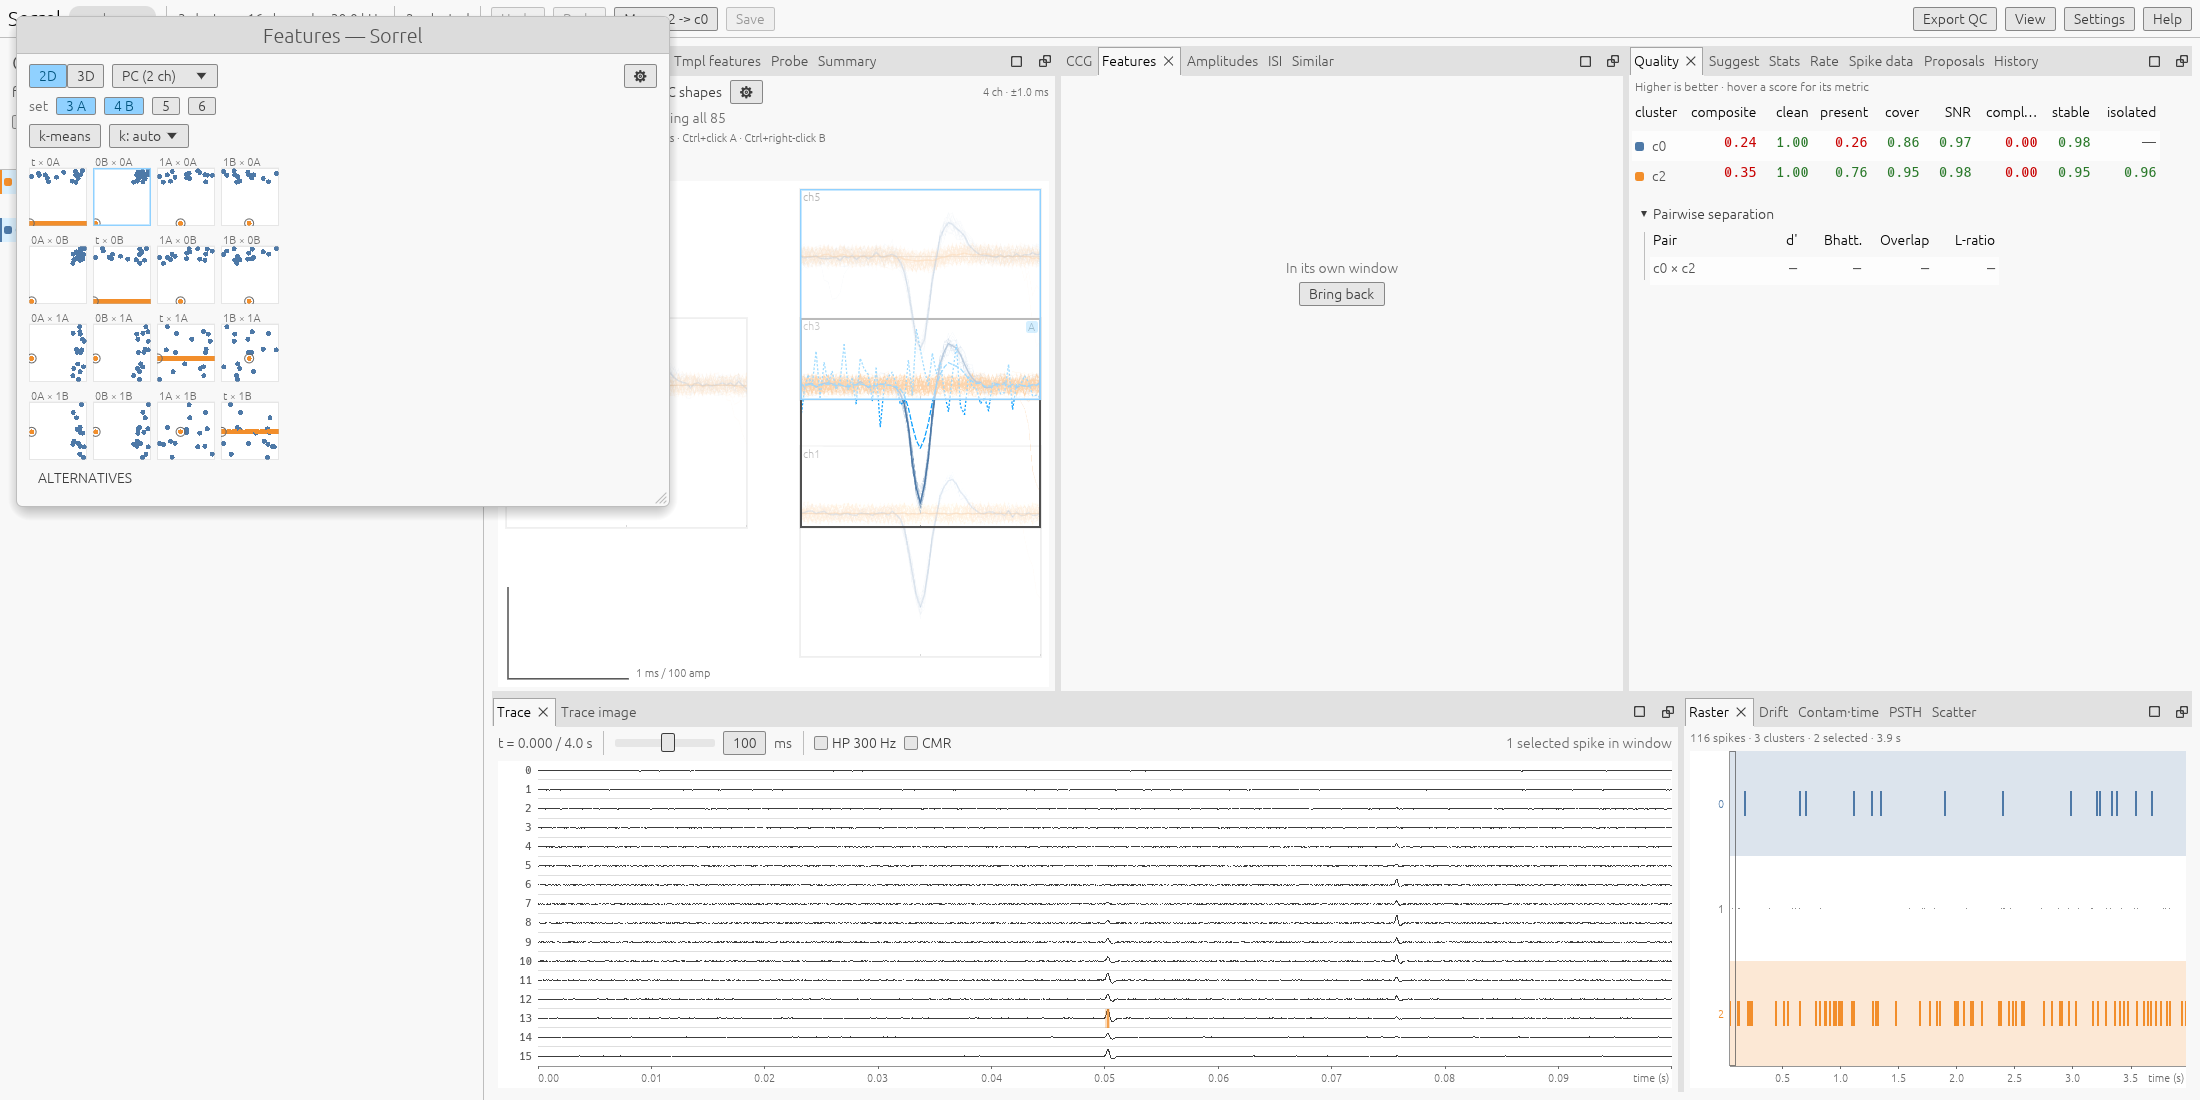 Features — Sorrel
2D
3D
PC (2 ch)
set
3 A
4 B
5
6
k-means
k: auto
t × 0A
0B × 0A
1A × 0A
1B × 0A
0A × 0B
t × 0B
1A × 0B
1B × 0B
0A × 1A
0B × 1A
t × 1A
1B × 1A
0A × 1B
0B × 1B
1A × 1B
t × 1B
ALTERNATIVES
2 -> c0
Save
Export QC
View
Settings
Help
Tmpl features
Probe
Summary
C shapes
4 ch · ±1.0 ms
ing all 85
s · Ctrl+click A · Ctrl+right-click B
ch5
ch3
A
ch1
1 ms / 100 amp
CCG
Features
Amplitudes
ISI
Similar
In its own window
Bring back
Quality
Suggest
Stats
Rate
Spike data
Proposals
History
Higher is better · hover a score for its metric
cluster composite clean present cover SNR compl... stable isolated
c0 0.24 1.00 0.26 0.86 0.97 0.00 0.98 —
c2 0.35 1.00 0.76 0.95 0.98 0.00 0.95 0.96
Pairwise separation
Pair d' Bhatt. Overlap L-ratio
c0 × c2 — — — —
Trace
Trace image
t = 0.000 / 4.0 s
100
ms
HP 300 Hz
CMR
1 selected spike in window
0
1
2
3
4
5
6
7
8
9
10
11
12
13
14
15
0.00 0.01 0.02 0.03 0.04 0.05 0.06 0.07 0.08 0.09 time (s)
Raster
Drift
Contam·time
PSTH
Scatter
116 spikes · 3 clusters · 2 selected · 3.9 s
0
1
2
0.5 1.0 1.5 2.0 2.5 3.0 3.5 time (s)